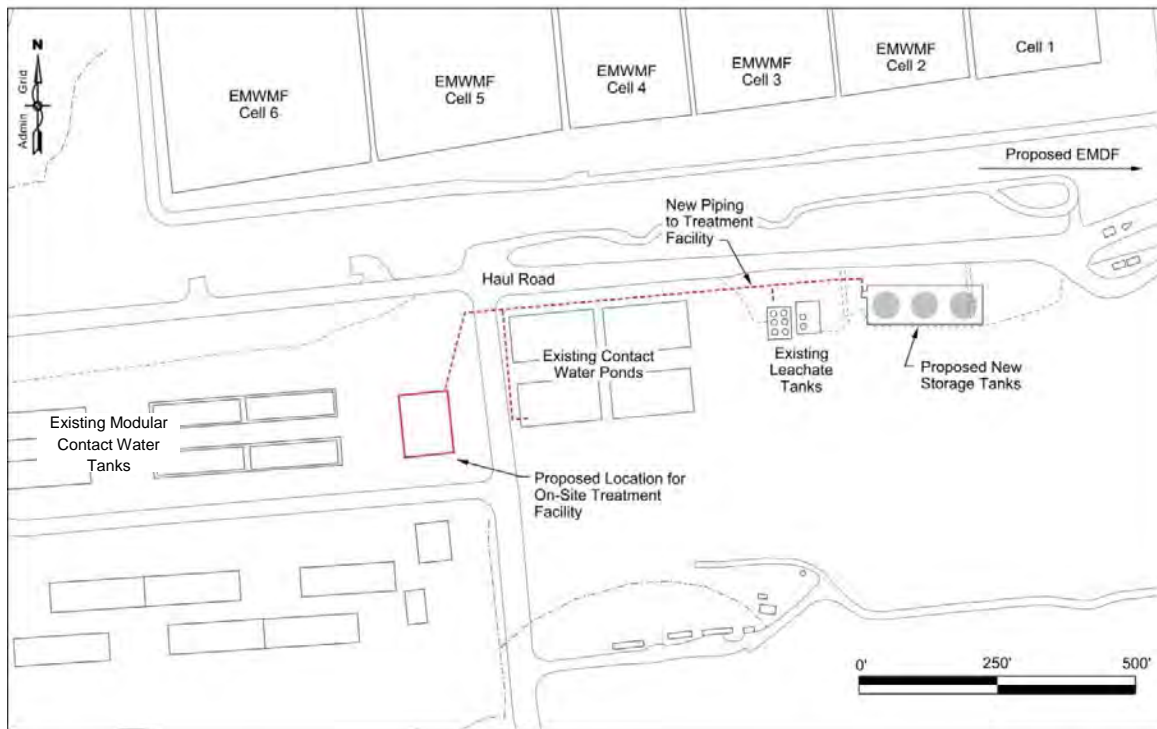 N
Admin Grid
EMWMF
Cell 6
EMWMF
Cell 5
EMWMF
Cell 4
EMWMF
Cell 3
EMWMF
Cell 2
Cell 1
Proposed EMDF
New Piping
to Treatment
Facility
Haul Road
Existing Contact
Water Ponds
Existing
Leachate
Tanks
Proposed New
Storage Tanks
Existing Modular
Contact Water
Tanks
Proposed Location for
On-Site Treatment
Facility
0'
250'
500'